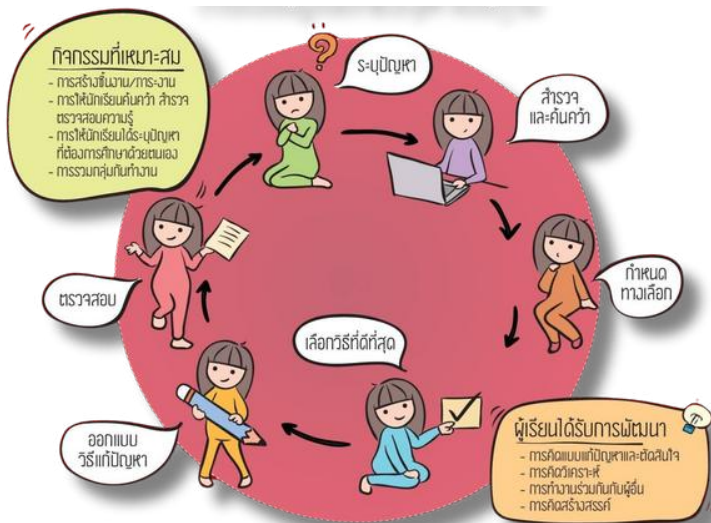 กิจกรรมที่เหมาะสม
- การสร้างชิ้นงาน/ภาระงาน
- การให้นักเรียนค้นคว้า สำรวจ
ตรวจสอบความรู้
- การให้นักเรียนได้ระบุปัญหา
ที่ต้องการศึกษาด้วยตนเอง
- การรวมกลุ่มกันทำงาน
?
ระบุปัญหา
สำรวจ
และค้นคว้า
กำหนด
ทางเลือก
เลือกวิธีที่ดีที่สุด
ออกแบบ
วิธีแก้ปัญหา
ตรวจสอบ
ผู้เรียนได้รับการพัฒนา
- การคิดแบบแก้ปัญหาและตัดสินใจ
- การคิดวิเคราะห์
- การทำงานร่วมกันกับผู้อื่น
- การคิดสร้างสรรค์